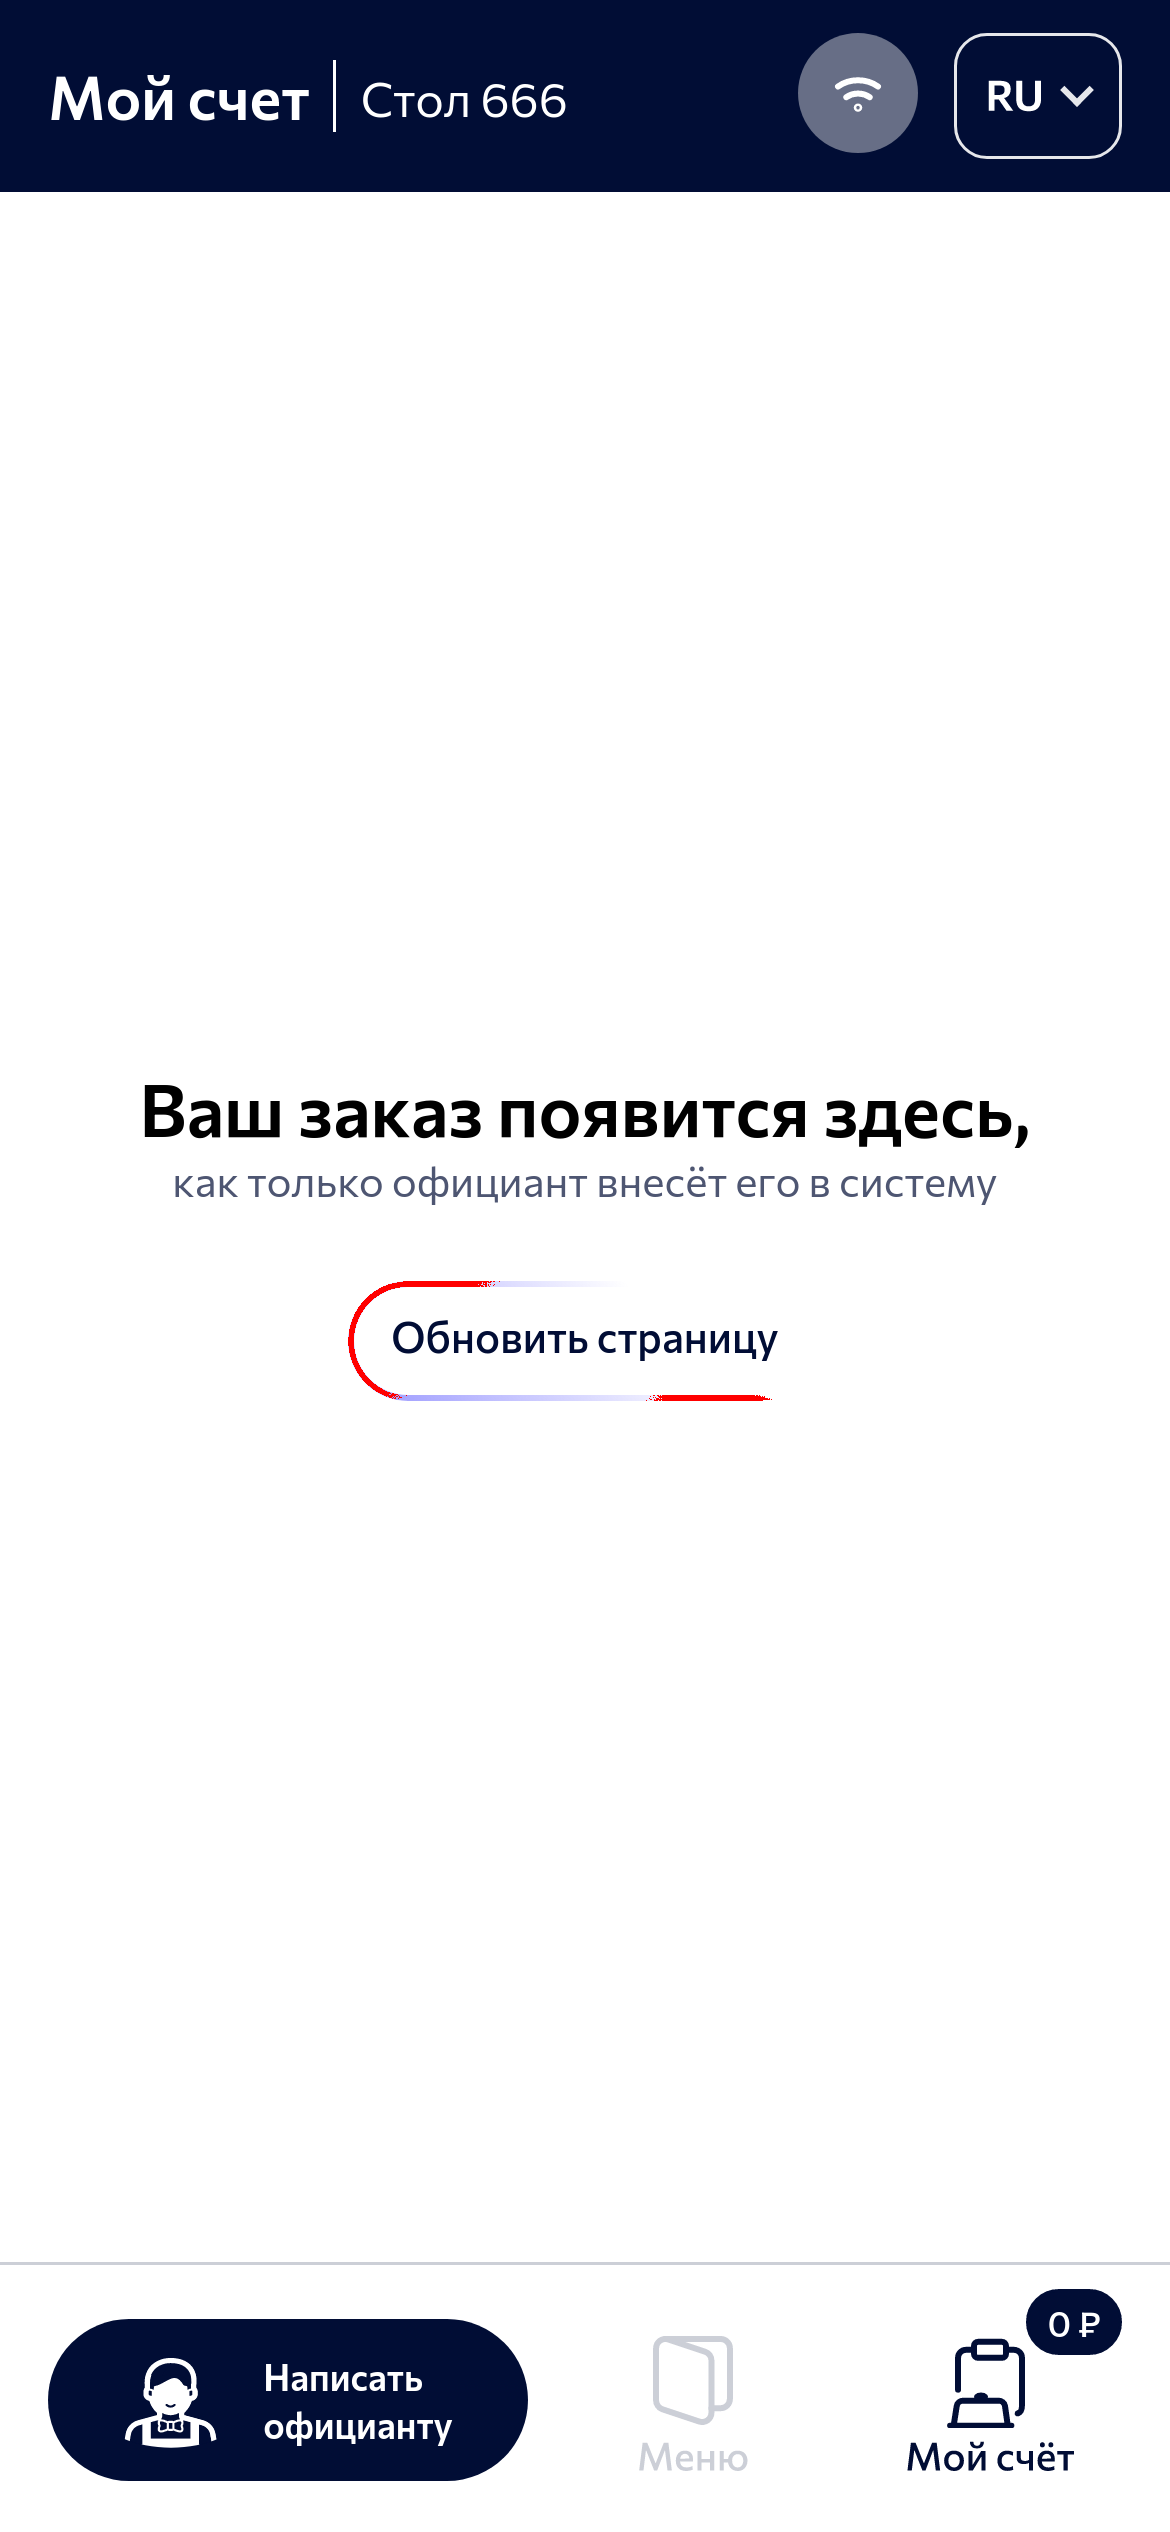 Мой счет
Стол 666
RU
Ваш заказ появится здесь,
как только официант внесёт его в систему
Обновить страницу
Написать
официанту
Меню
0 ₽
Мой счёт